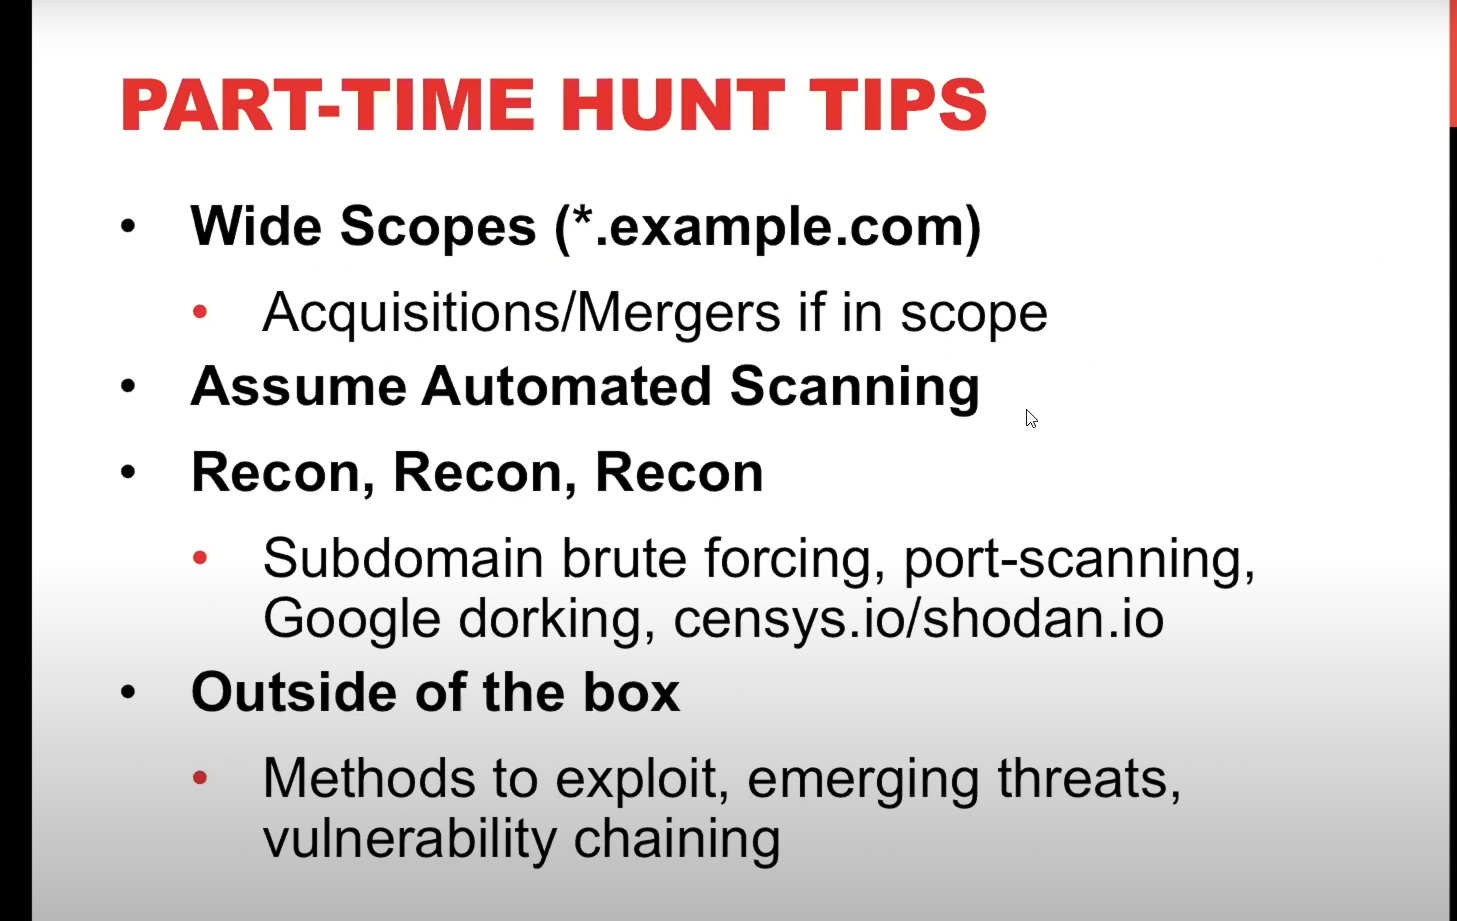 PART-TIME HUNT TIPS
• Wide Scopes (*.example.com)
• Acquisitions/Mergers if in scope
• Assume Automated Scanning
• Recon, Recon, Recon
• Subdomain brute forcing, port-scanning,
Google dorking, censys.io/shodan.io
• Outside of the box
• Methods to exploit, emerging threats,
vulnerability chaining